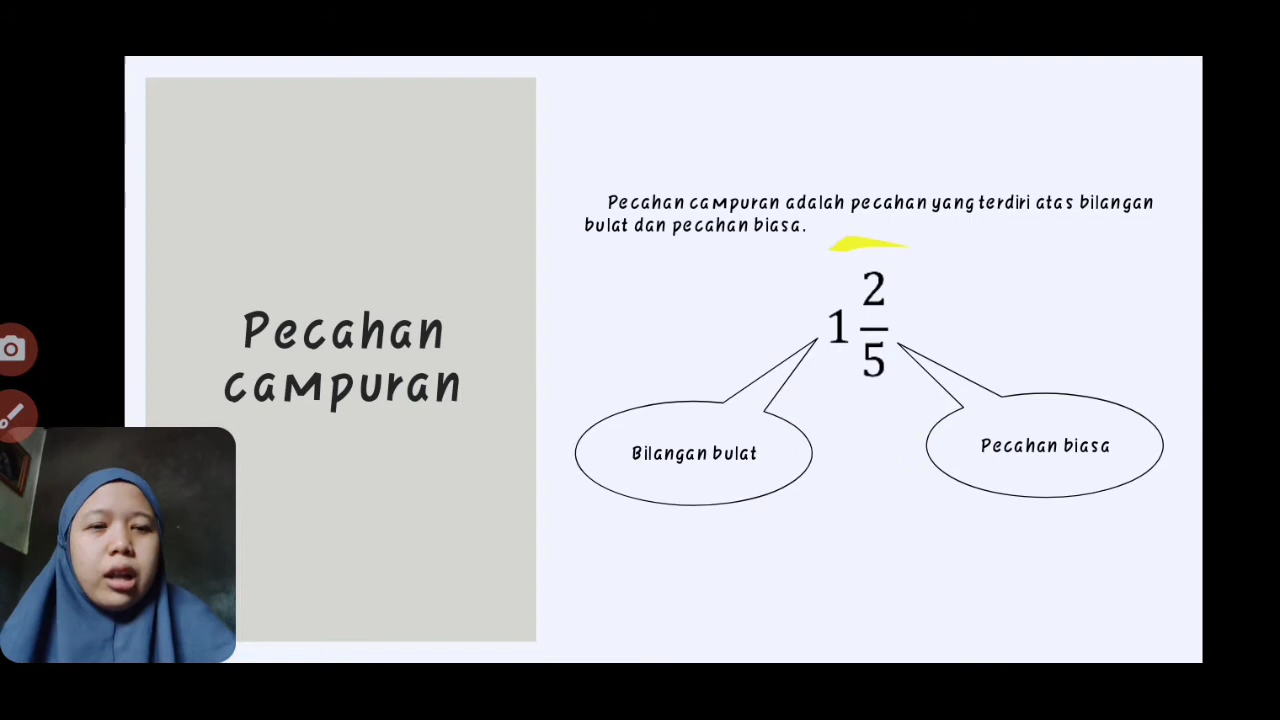 Pecahan
campuran
Pecahan campuran adalah pecahan yang terdiri atas bilangan
bulat dan pecahan biasa.
1 2/5
Bilangan bulat
Pecahan biasa